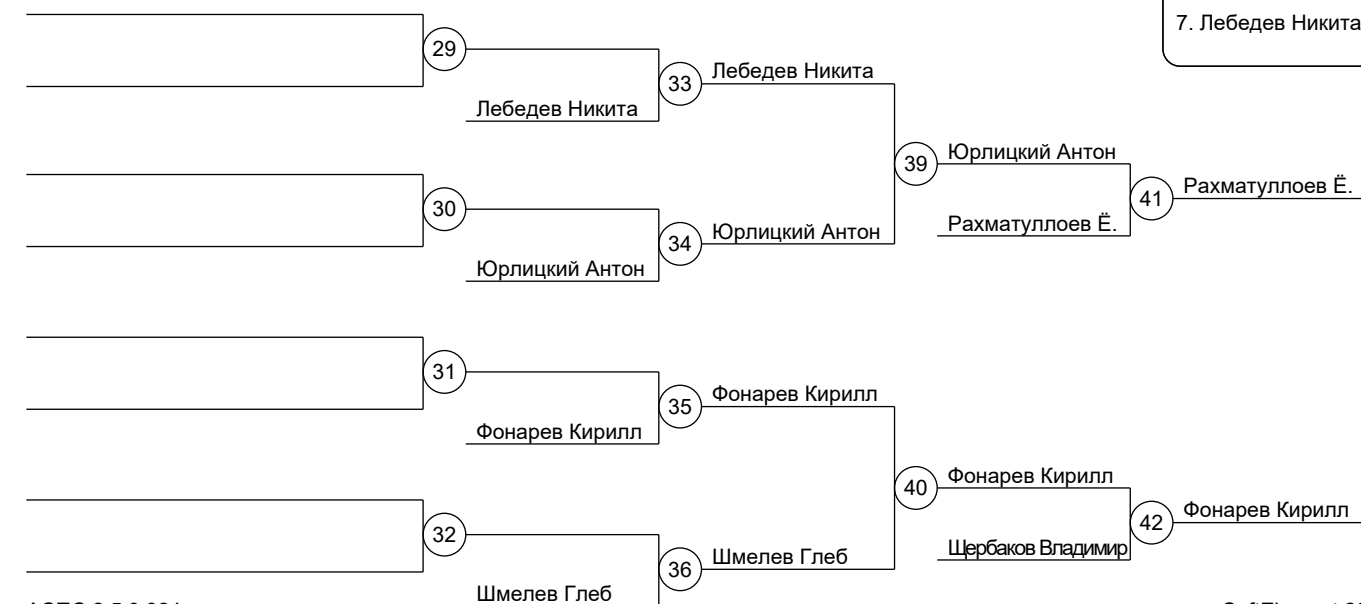 7. Лебедев Никита
29
33
Лебедев Никита
Лебедев Никита
39
Юрлицкий Антон
41
Рахматуллоев Ё.
30
34
Юрлицкий Антон
Рахматуллоев Ё.
Юрлицкий Антон
31
35
Фонарев Кирилл
Фонарев Кирилл
40
Фонарев Кирилл
42
Фонарев Кирилл
32
36
Шмелев Глеб
Щербаков Владимир
Шмелев Глеб